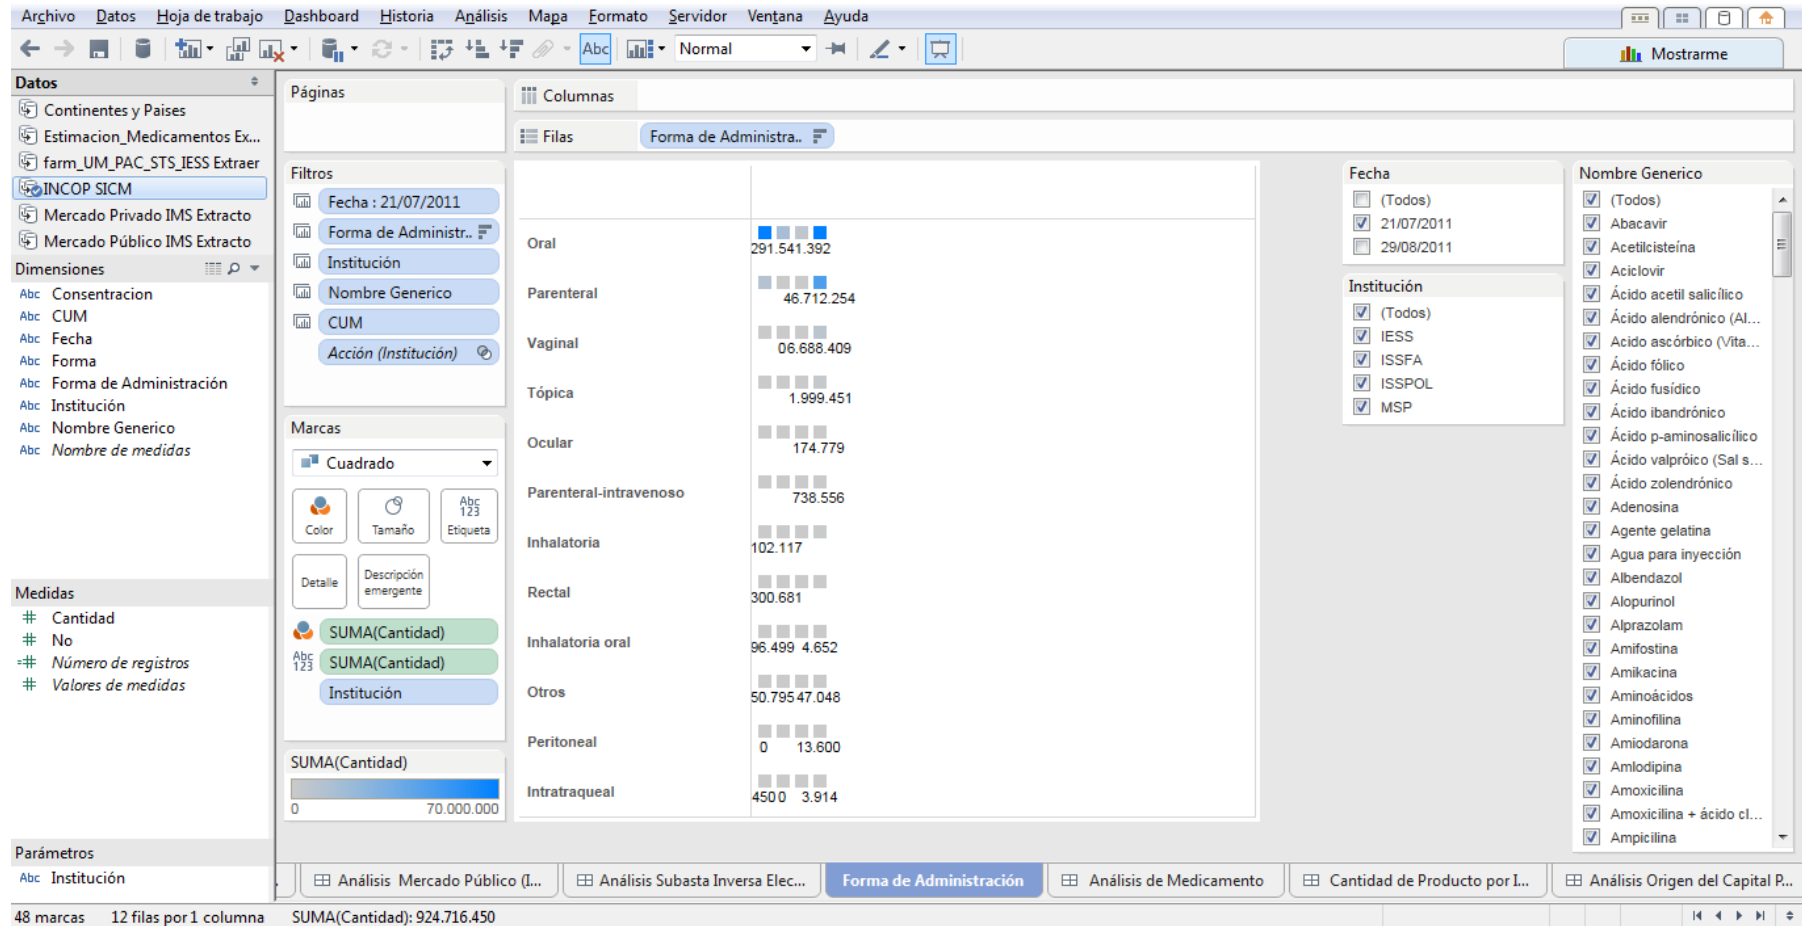 Archivo Datos Hoja de trabajo Dashboard Historia Análisis Mapa Formato Servidor Ventana Ayuda
Abc Normal Mostrarme
Datos
Continentes y Paises
Estimacion_Medicamentos Ex...
farm_UM_PAC_STS_IESS Extraer
INCOP SICM
Mercado Privado IMS Extracto
Mercado Público IMS Extracto
Dimensiones
Abc Consentracion
Abc CUM
Abc Fecha
Abc Forma
Abc Forma de Administración
Abc Institución
Abc Nombre Generico
Abc Nombre de medidas
Medidas
# Cantidad
# No
=# Número de registros
# Valores de medidas
Parámetros
Abc Institución
Páginas
Filtros
Fecha : 21/07/2011
Forma de Administr..
Institución
Nombre Generico
CUM
Acción (Institución)
Marcas
Cuadrado
Color
Tamaño
Abc
123
Etiqueta
Detalle
Descripción
emergente
SUMA(Cantidad)
Abc
123
SUMA(Cantidad)
Institución
SUMA(Cantidad)
0 70.000.000
Columnas
Filas Forma de Administra..
Oral 291.541.392
Parenteral 46.712.254
Vaginal 06.688.409
Tópica 1.999.451
Ocular 174.779
Parenteral-intravenoso 738.556
Inhalatoria 102.117
Rectal 300.681
Inhalatoria oral 96.499 4.652
Otros 50.795 47.048
Peritoneal 0 13.600
Intratraqueal 450 0 3.914
Fecha
(Todos)
21/07/2011
29/08/2011
Institución
(Todos)
IESS
ISSFA
ISSPOL
MSP
Nombre Generico
(Todos)
Abacavir
Acetilcisteína
Aciclovir
Ácido acetil salicílico
Ácido alendrónico (Al...
Ácido ascórbico (Vita...
Ácido fólico
Ácido fusídico
Ácido ibandrónico
Ácido p-aminosalicílico
Ácido valpróico (Sal s...
Ácido zolendrónico
Adenosina
Agente gelatina
Agua para inyección
Albendazol
Alopurinol
Alprazolam
Amifostina
Amikacina
Aminoácidos
Aminofilina
Amiodarona
Amlodipina
Amoxicilina
Amoxicilina + ácido cl...
Ampicilina
. Análisis Mercado Público (I... Análisis Subasta Inversa Elec... Forma de Administración Análisis de Medicamento Cantidad de Producto por I... Análisis Origen del Capital P...
48 marcas 12 filas por 1 columna SUMA(Cantidad): 924.716.450